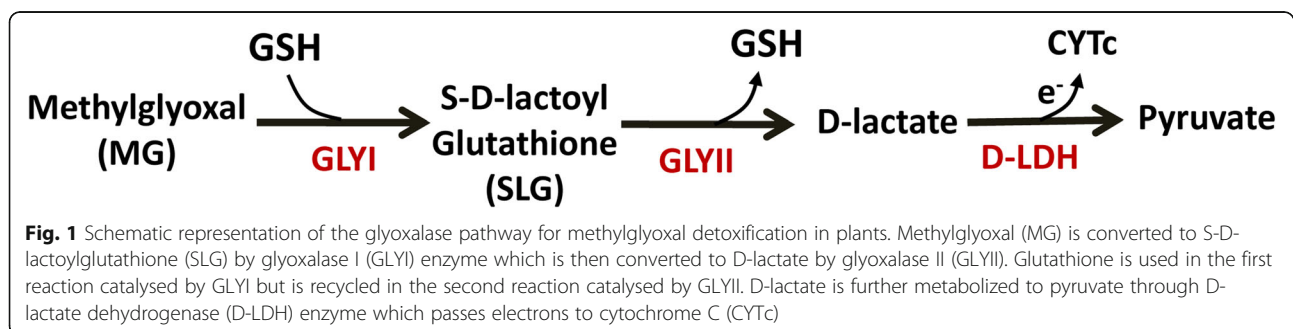 GSH
GSH
CYTc
Methylglyoxal
(MG)
S-D-lactoyl
Glutathione
(SLG)
e-
D-lactate
Pyruvate
GLYI
GLYII
D-LDH
Fig. 1 Schematic representation of the glyoxalase pathway for methylglyoxal detoxification in plants. Methylglyoxal (MG) is converted to S-D-
lactoylglutathione (SLG) by glyoxalase I (GLYI) enzyme which is then converted to D-lactate by glyoxalase II (GLYII). Glutathione is used in the first
reaction catalysed by GLYI but is recycled in the second reaction catalysed by GLYII. D-lactate is further metabolized to pyruvate through D-
lactate dehydrogenase (D-LDH) enzyme which passes electrons to cytochrome C (CYTc)